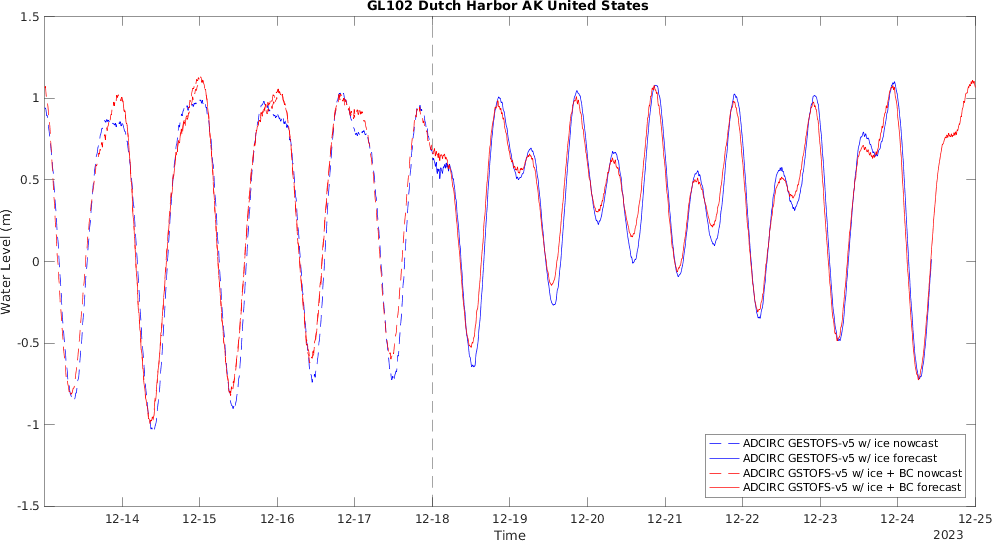 GL102 Dutch Harbor AK United States
1.5
1
0.5
0
-0.5
-1
-1.5
Water Level (m)
ADCIRC GESTOFS-v5 w/ ice nowcast
ADCIRC GESTOFS-v5 w/ ice forecast
ADCIRC GSTOFS-v5 w/ ice + BC nowcast
ADCIRC GSTOFS-v5 w/ ice + BC forecast
12-14 12-15 12-16 12-17 12-18 12-19 12-20 12-21 12-22 12-23 12-24 12-25
Time
2023